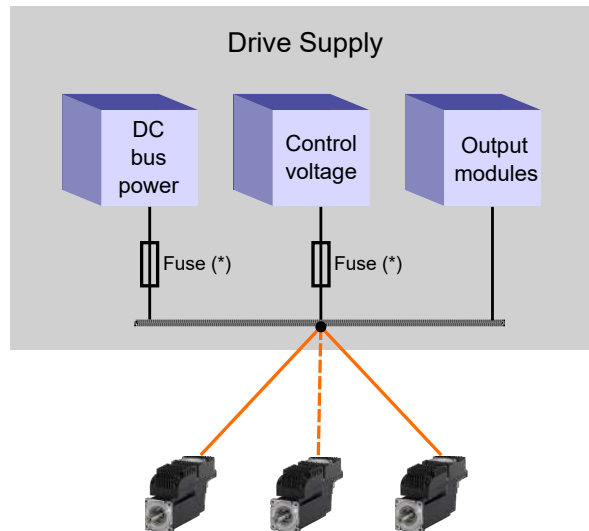 Drive Supply
DC
bus
power
Control
voltage
Output
modules
Fuse (*)
Fuse (*)